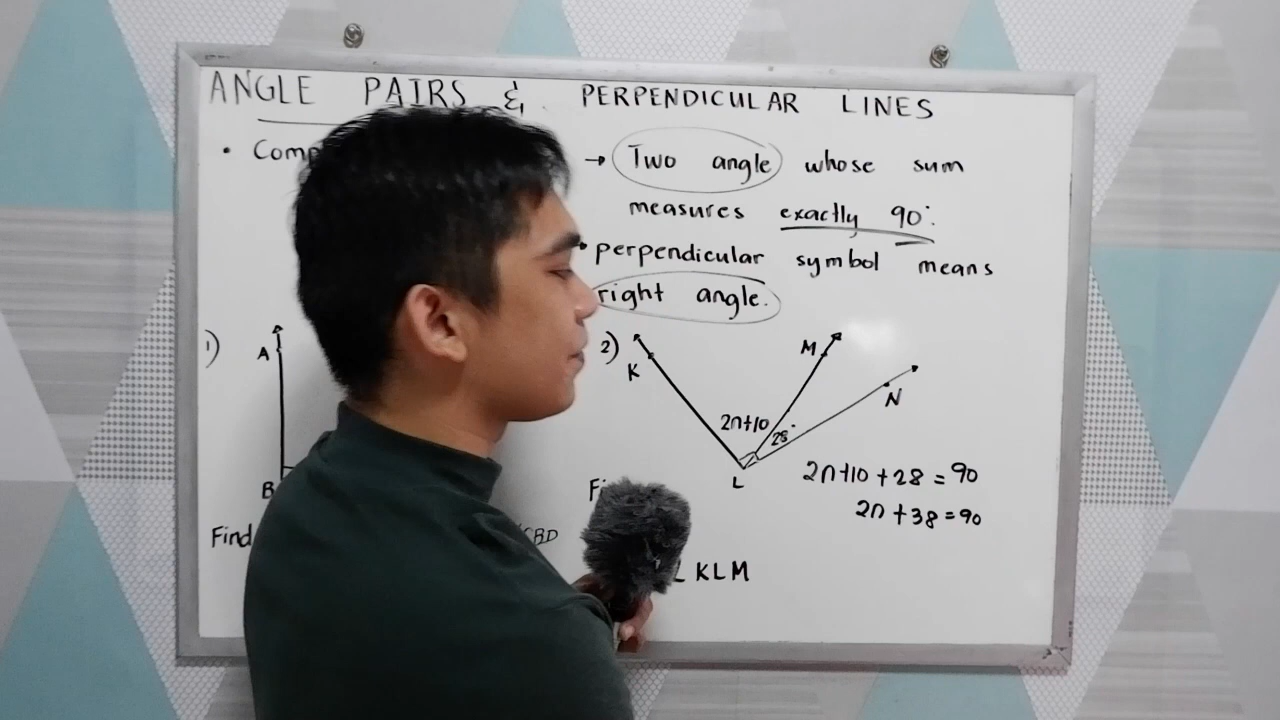 ANGLE PAIRS & PERPENDICULAR LINES
• Comp
→ Two angle whose sum
measures exactly 90°.
• perpendicular symbol means
right angle.
1)
A
B
Find
CBD
2)
K
M
N
2n+10
28°
L
2n+10+28=90
2n+38=90
KLM